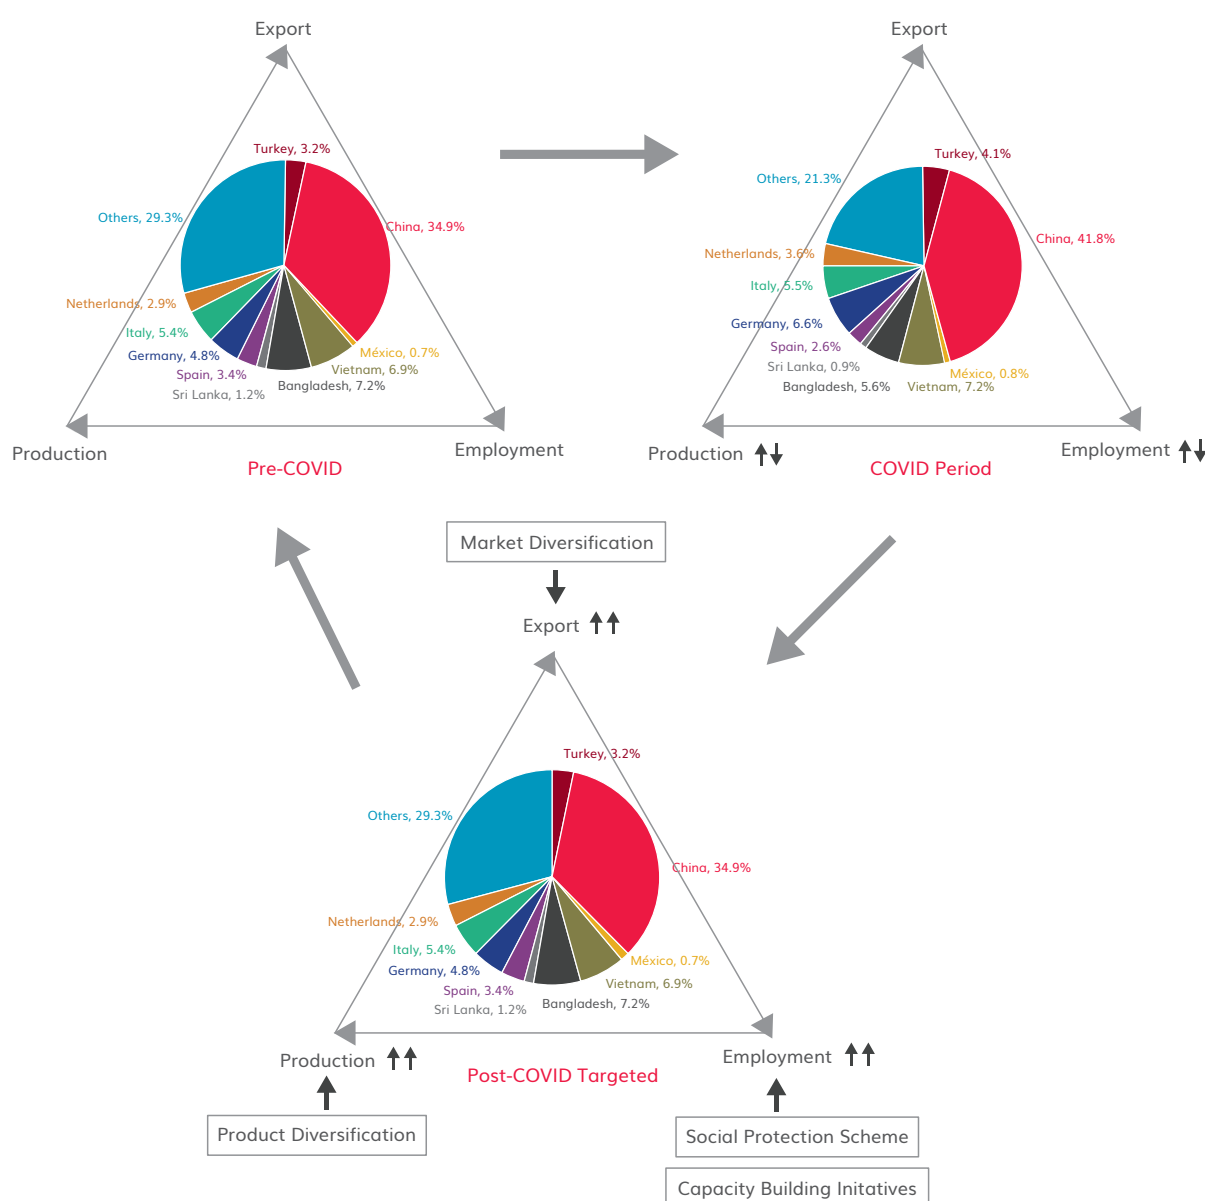 Export
Turkey, 3.2%
Others, 29.3%
China, 34.9%
Netherlands, 2.9%
Italy, 5.4%
Germany, 4.8%
México, 0.7%
Vietnam, 6.9%
Spain, 3.4%
Bangladesh, 7.2%
Sri Lanka, 1.2%
Production
Employment
Pre-COVID
Export
Turkey, 4.1%
Others, 21.3%
China, 41.8%
Netherlands, 3.6%
Italy, 5.5%
Germany, 6.6%
Spain, 2.6%
Sri Lanka, 0.9%
México, 0.8%
Bangladesh, 5.6%
Vietnam, 7.2%
Production
Employment
COVID Period
Market Diversification
Export
Turkey, 3.2%
Others, 29.3%
China, 34.9%
Netherlands, 2.9%
Italy, 5.4%
México, 0.7%
Germany, 4.8%
Vietnam, 6.9%
Spain, 3.4%
Bangladesh, 7.2%
Sri Lanka, 1.2%
Production
Employment
Post-COVID Targeted
Product Diversification
Social Protection Scheme
Capacity Building Initatives